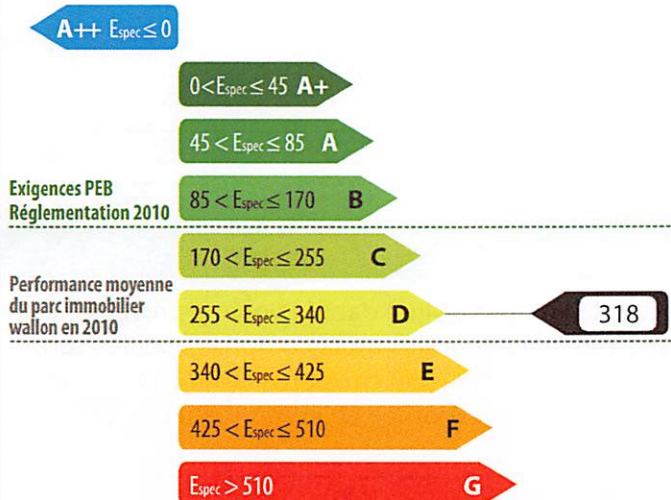 A++ Espec ≤ 0
0 < Espec ≤ 45 A+
45 < Espec ≤ 85 A
Exigences PEB
Réglementation 2010
85 < Espec ≤ 170 B
170 < Espec ≤ 255 C
Performance moyenne
du parc immobilier
wallon en 2010
255 < Espec ≤ 340 D
318
340 < Espec ≤ 425 E
425 < Espec ≤ 510 F
Espec > 510 G